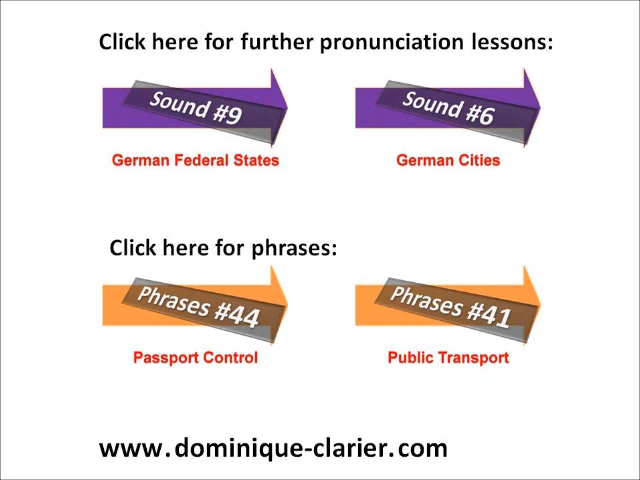 Click here for further pronunciation lessons:
Sound #9
Sound #6
German Federal States
German Cities
Click here for phrases:
Phrases #44
Phrases #41
Passport Control
Public Transport
www.dominique-clarier.com